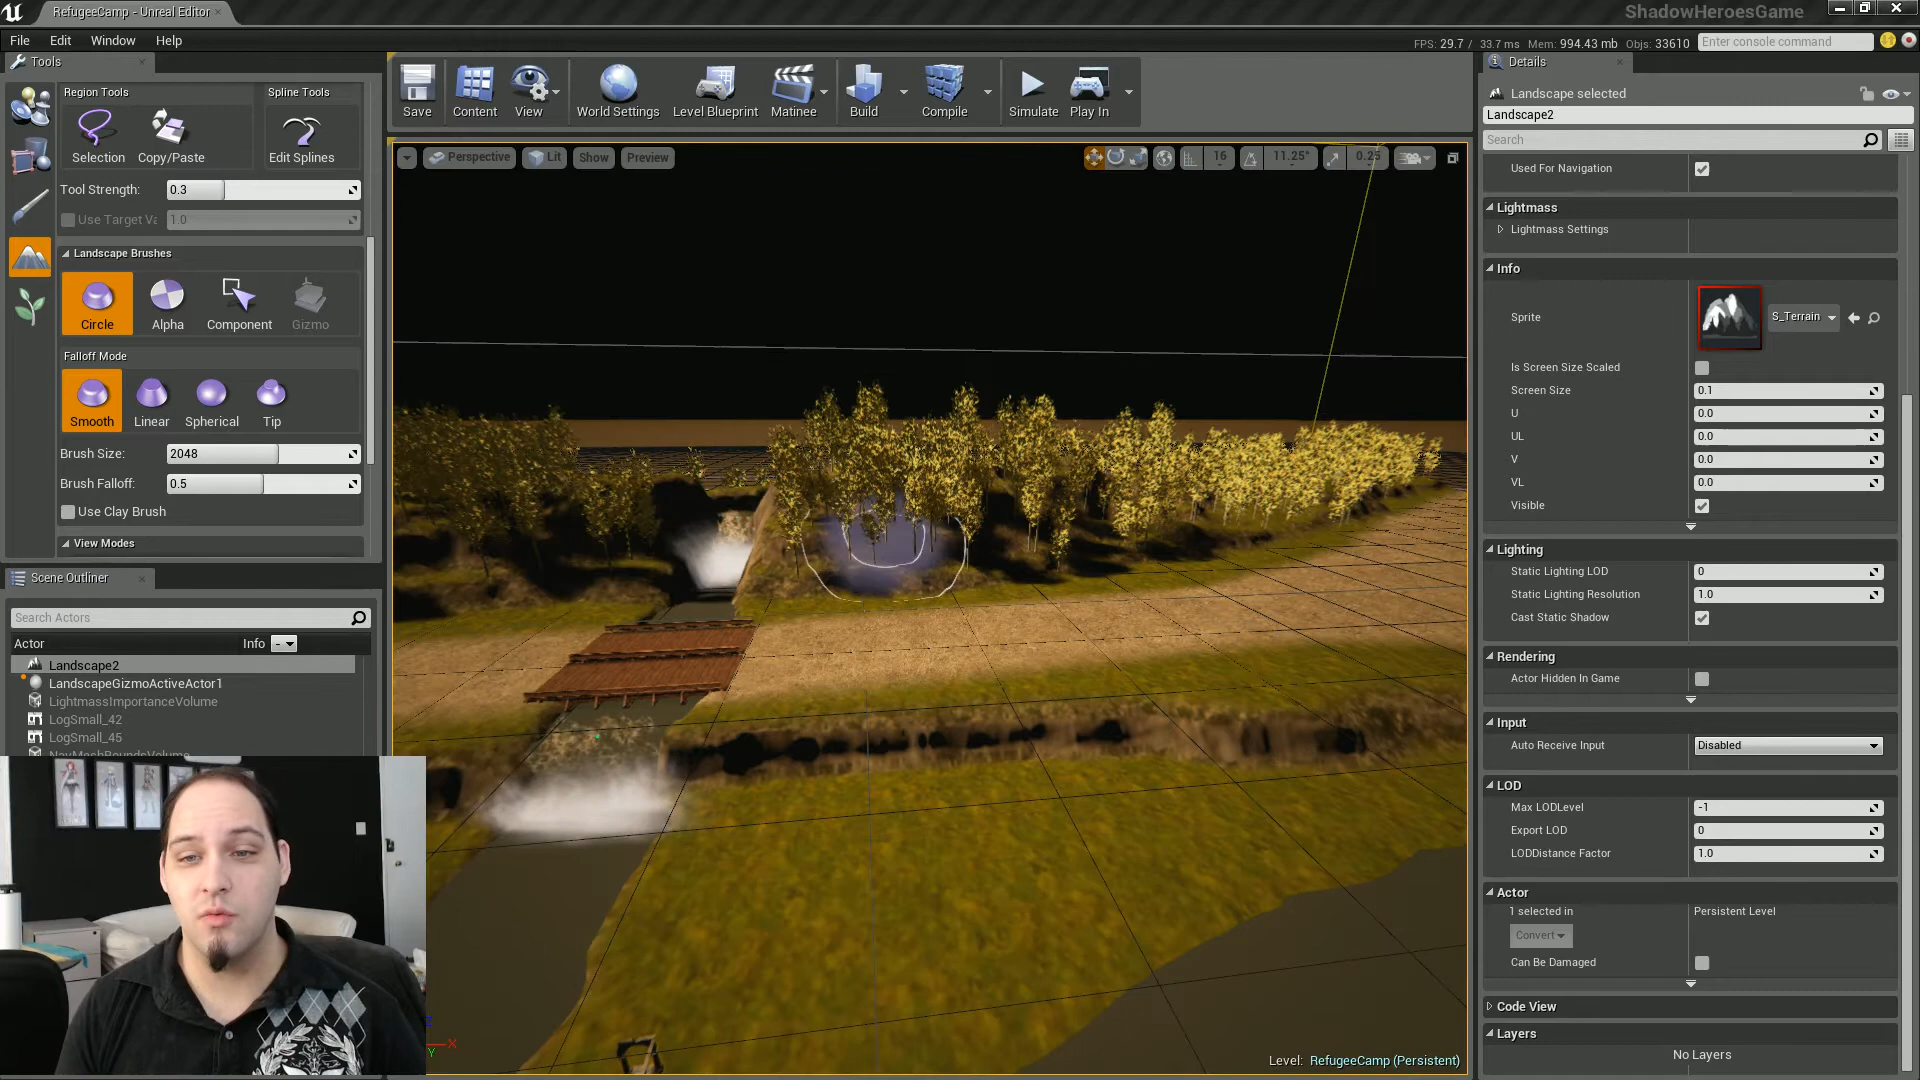 RefugeeCamp - Unreal Editor
ShadowHeroesGame
File Edit Window Help
FPS: 29.7 / 33.7 ms Mem: 994.43 mb Objs: 33610 Enter console command
Tools
Region Tools Spline Tools
Selection Copy/Paste Edit Splines
Tool Strength: 0.3
Use Target Va 1.0
Landscape Brushes
Circle Alpha Component Gizmo
Falloff Mode
Smooth Linear Spherical Tip
Brush Size: 2048
Brush Falloff: 0.5
Use Clay Brush
View Modes
Scene Outliner
Search Actors
Actor Info -
Landscape2
LandscapeGizmoActiveActor1
LightmassImportanceVolume
LogSmall_42
LogSmall_45
NavMeshBoundsVolume
Save Content View World Settings Level Blueprint Matinee Build Compile Simulate Play In
Perspective Lit Show Preview 16 11.25° 0.25
X
Y
Level: RefugeeCamp (Persistent)
Details
Landscape selected
Landscape2
Search
Used For Navigation
Lightmass
Lightmass Settings
Info
Sprite S_Terrain
Is Screen Size Scaled
Screen Size 0.1
U 0.0
UL 0.0
V 0.0
VL 0.0
Visible
Lighting
Static Lighting LOD 0
Static Lighting Resolution 1.0
Cast Static Shadow
Rendering
Actor Hidden In Game
Input
Auto Receive Input Disabled
LOD
Max LODLevel -1
Export LOD 0
LODDistance Factor 1.0
Actor
1 selected in Persistent Level
Convert
Can Be Damaged
Code View
Layers
No Layers